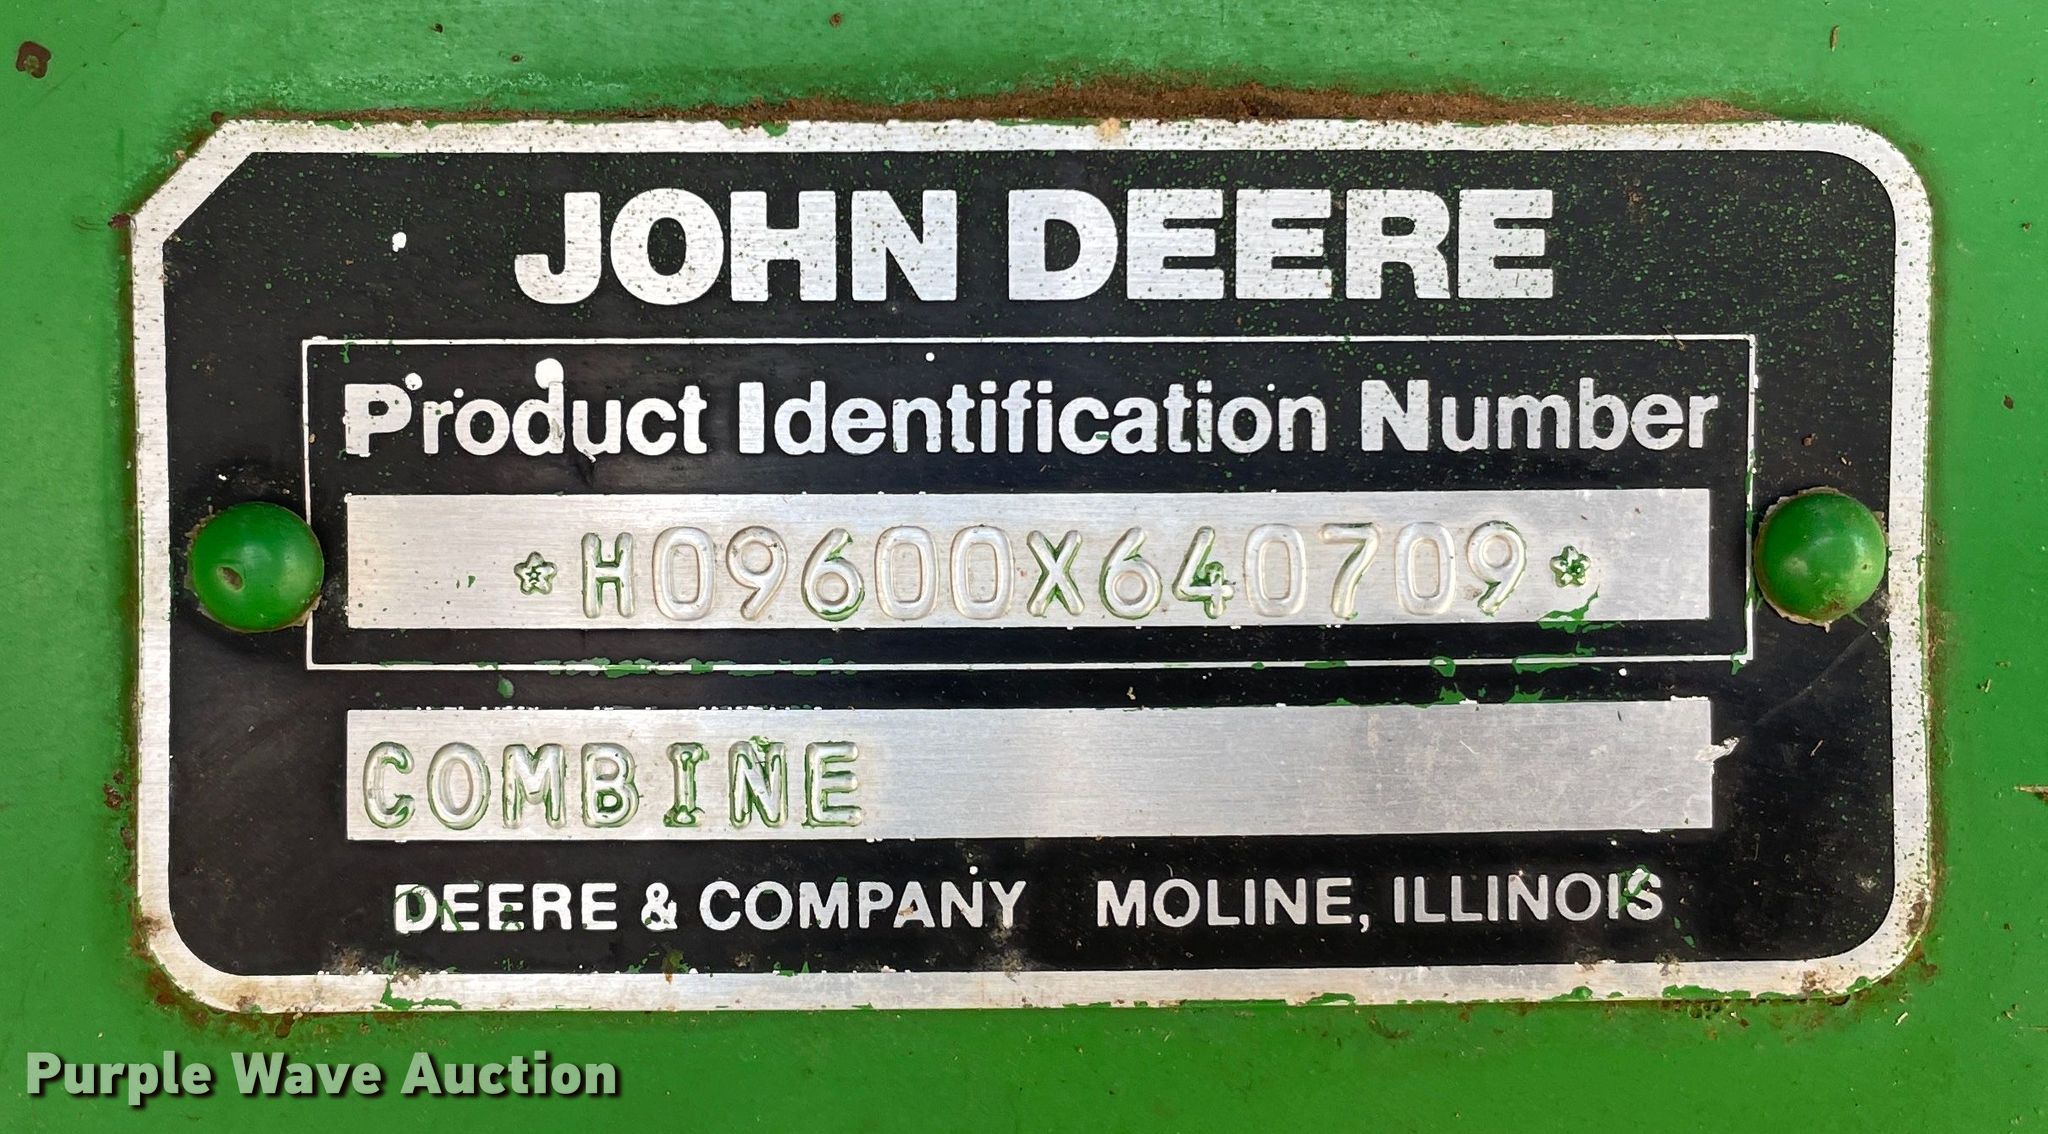 JOHN DEERE
Product Identification Number
*H09600X640709*
COMBINE
DEERE & COMPANY MOLINE, ILLINOIS
Purple Wave Auction